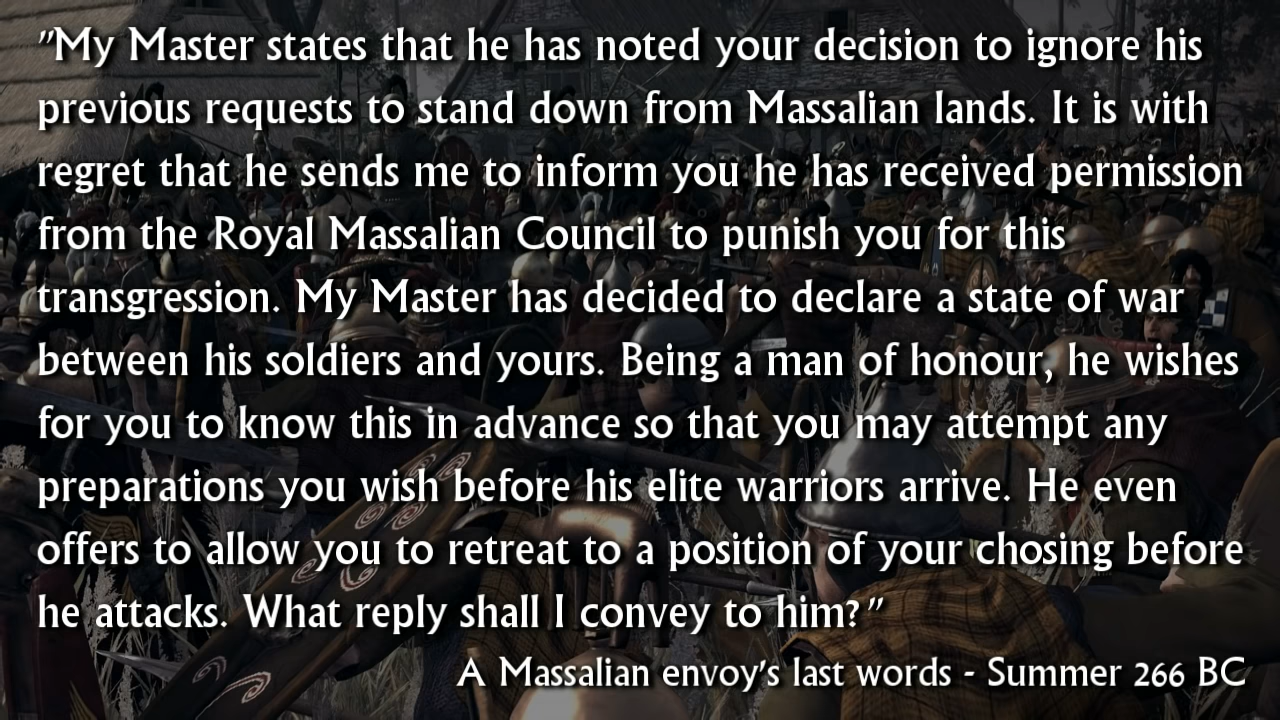 "My Master states that he has noted your decision to ignore his
previous requests to stand down from Massalian lands. It is with
regret that he sends me to inform you he has received permission
from the Royal Massalian Council to punish you for this
transgression. My Master has decided to declare a state of war
between his soldiers and yours. Being a man of honour, he wishes
for you to know this in advance so that you may attempt any
preparations you wish before his elite warriors arrive. He even
offers to allow you to retreat to a position of your chosing before
he attacks. What reply shall I convey to him?"
A Massalian envoy's last words - Summer 266 BC